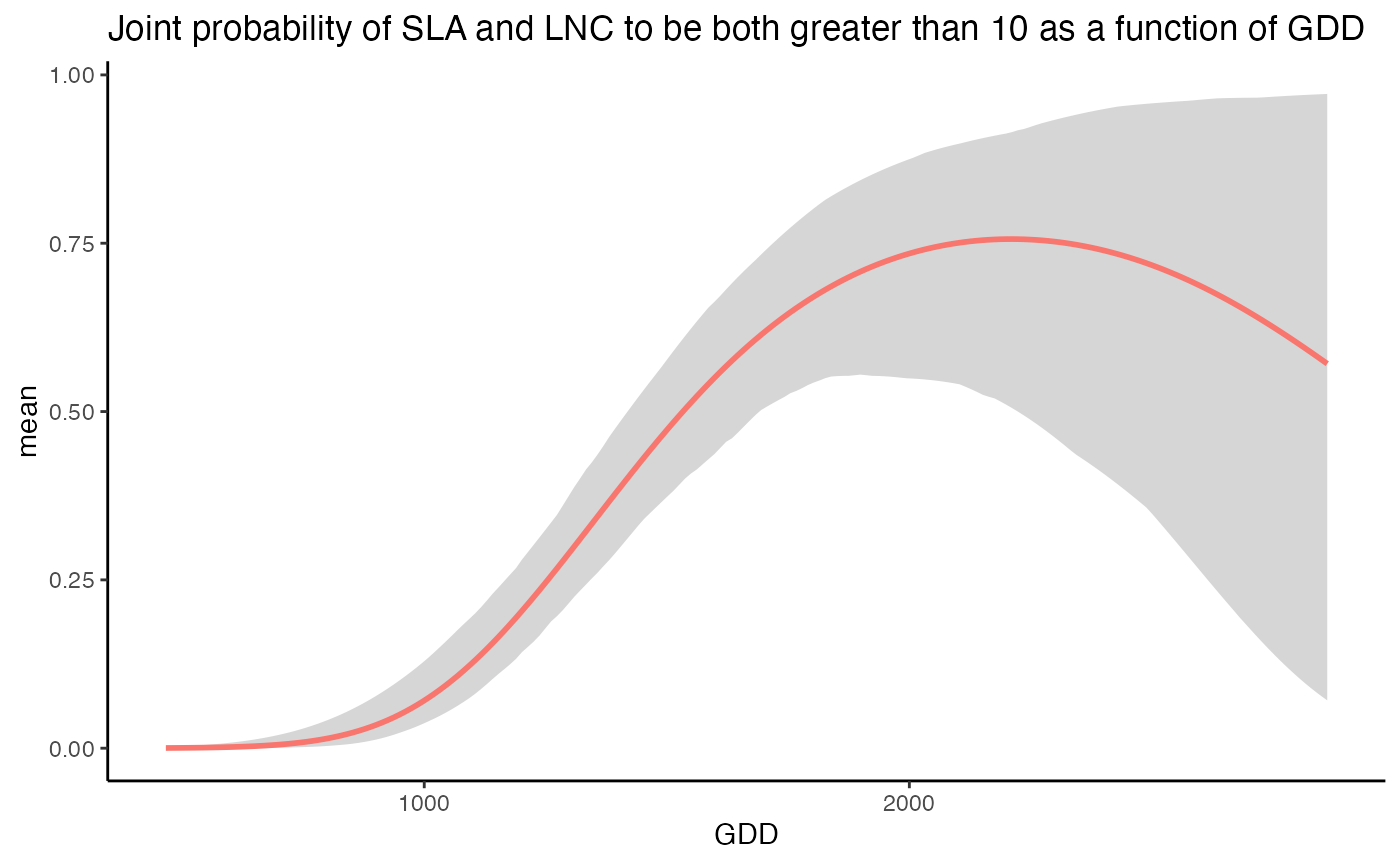 Joint probability of SLA and LNC to be both greater than 10 as a function of GDD
1.00
0.75
0.50
0.25
0.00
mean
1000
2000
GDD